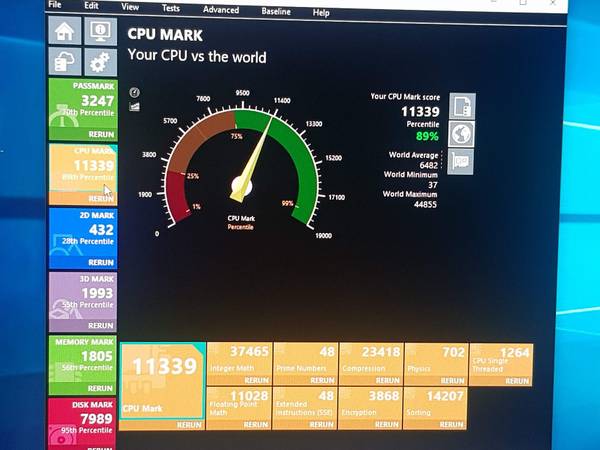 File Edit View Tests Advanced Baseline Help
CPU MARK
Your CPU vs the world
PASSMARK
3247
70th Percentile
RERUN
CPU MARK
11339
89th Percentile
RERUN
2D MARK
432
28th Percentile
RERUN
3D MARK
1993
55th Percentile
RERUN
MEMORY MARK
1805
56th Percentile
RERUN
DISK MARK
7989
95th Percentile
0
1900
3800
5700
7600
9500
11400
13300
15200
17100
19000
1%
25%
75%
99%
CPU Mark
Percentile
Your CPU Mark score
11339
Percentile
89%
World Average
6482
World Minimum
37
World Maximum
44855
11339
CPU Mark
RERUN
37465
Integer Math
RERUN
48
Prime Numbers
RERUN
23418
Compression
RERUN
702
Physics
RERUN
1264
CPU Single
Threaded
RERUN
11028
Floating Point
Math
RERUN
48
Extended
Instructions (SSE)
RERUN
3868
Encryption
RERUN
14207
Sorting
RERUN